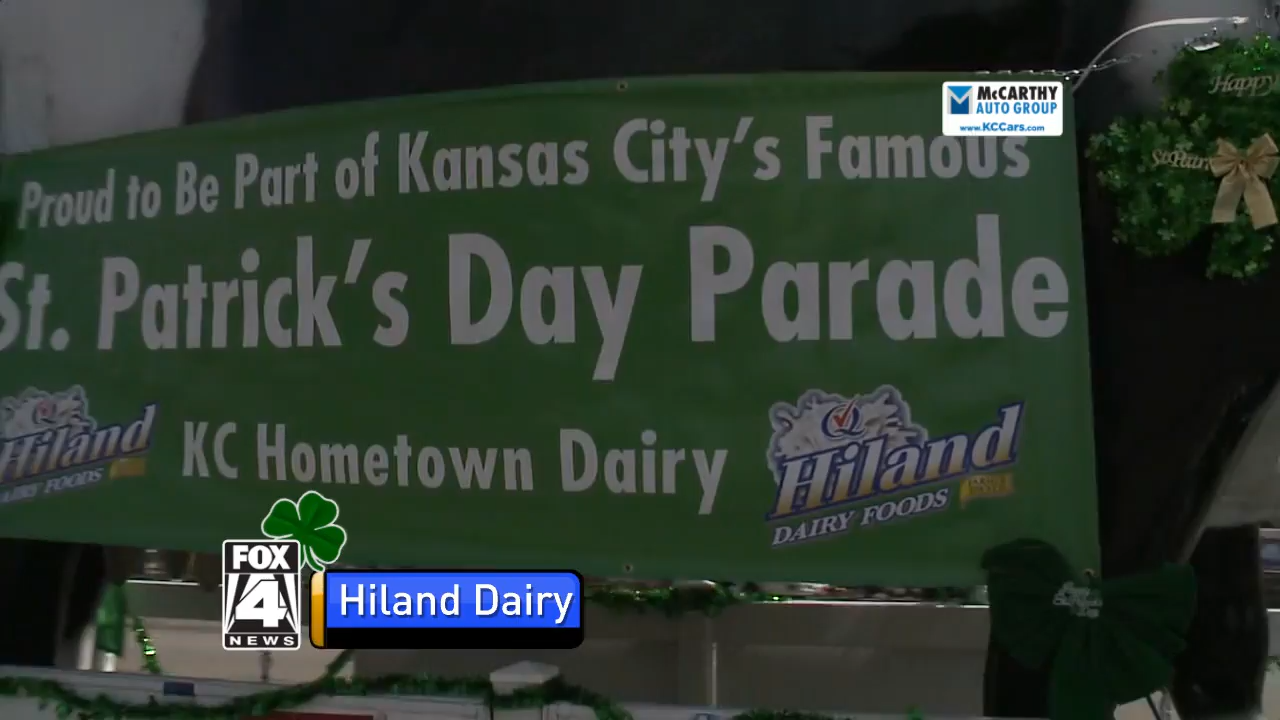 McCARTHY
AUTO GROUP
www.KCCars.com
Happy
Proud to Be Part of Kansas City's Famous
St. Patrick's Day Parade
Hiland
DAIRY FOODS
KC Hometown Dairy
Hiland
DAIRY FOODS
FOX
4
NEWS
Hiland Dairy